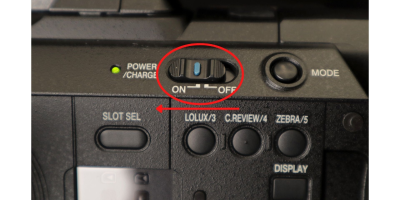 POWER
/CHARGE
MODE
ON OFF
SLOT SEL
LOLUX/3 C.REVIEW/4 ZEBRA/5
DISPLAY